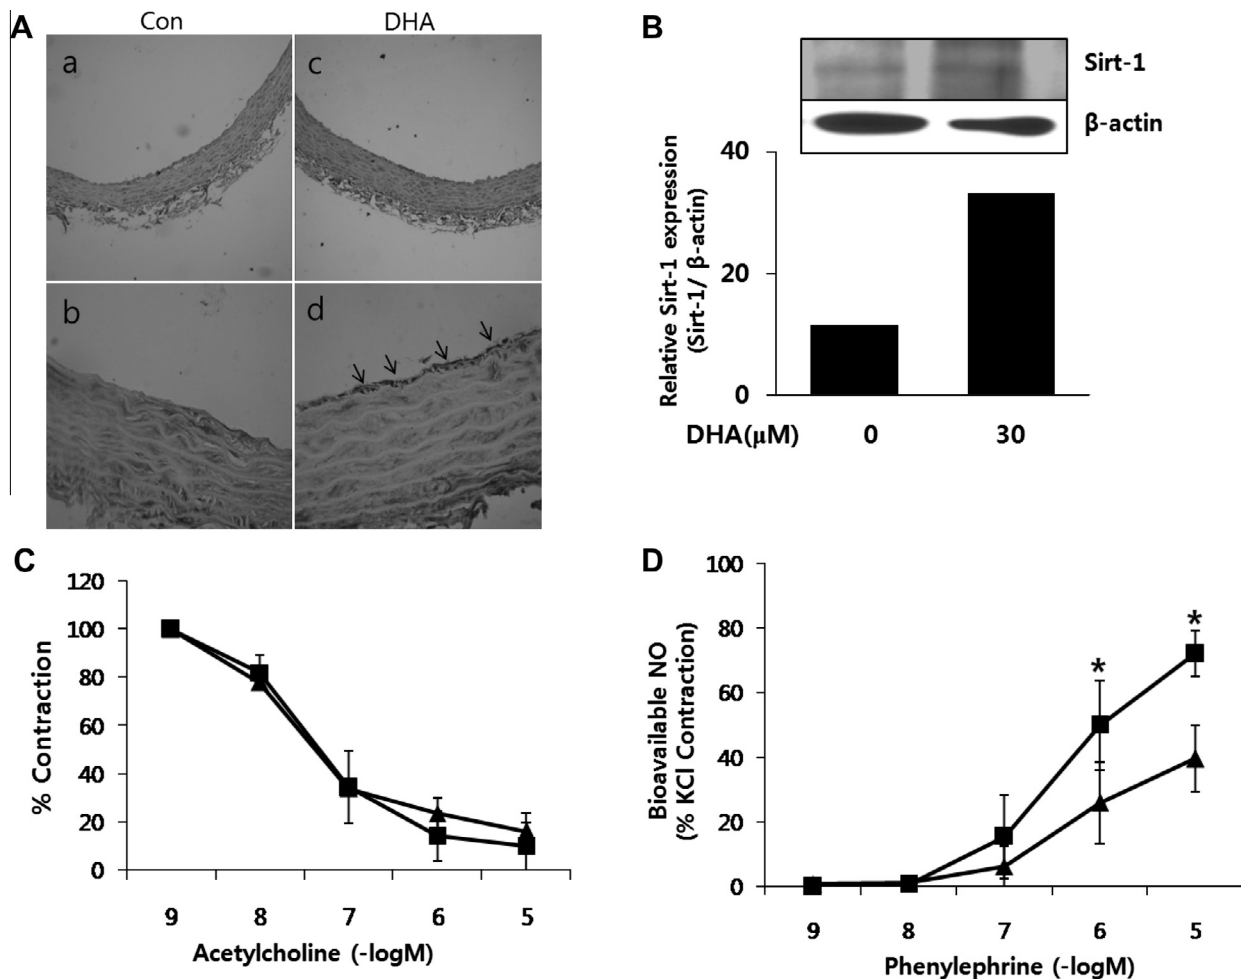 A
Con
DHA
a
c
b
d
B
Sirt-1
β-actin
Relative Sirt-1 expression
(Sirt-1/ β-actin)
40
20
0
DHA(μM)
0
30
C
% Contraction
120
100
80
60
40
20
0
9
8
7
6
5
Acetylcholine (-logM)
D
Bioavailable NO
(% KCl Contraction)
100
80
60
40
20
0
*
*
9
8
7
6
5
Phenylephrine (-logM)